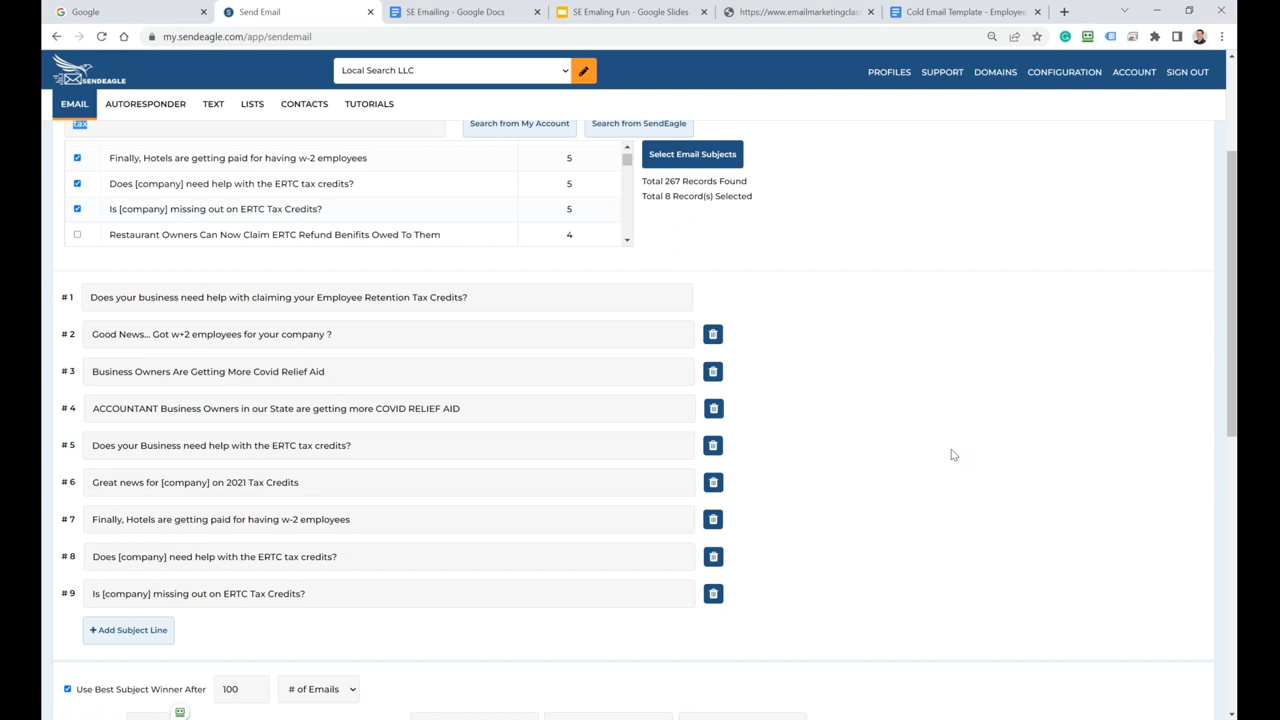 Google
Send Email
SE Emailing - Google Docs
SE Emaling Fun - Google Slides
https://www.emailmarketingclas
Cold Email Template - Employee
my.sendeagle.com/app/sendemail
SENDEAGLE
Local Search LLC
PROFILES SUPPORT DOMAINS CONFIGURATION ACCOUNT SIGN OUT
EMAIL AUTORESPONDER TEXT LISTS CONTACTS TUTORIALS
tax
Search from My Account
Search from SendEagle
Finally, Hotels are getting paid for having w-2 employees 5
Select Email Subjects
Total 267 Records Found
Does [company] need help with the ERTC tax credits? 5
Total 8 Record(s) Selected
Is [company] missing out on ERTC Tax Credits? 5
Restaurant Owners Can Now Claim ERTC Refund Benifits Owed To Them 4
# 1 Does your business need help with claiming your Employee Retention Tax Credits?
# 2 Good News... Got w+2 employees for your company ?
# 3 Business Owners Are Getting More Covid Relief Aid
# 4 ACCOUNTANT Business Owners in our State are getting more COVID RELIEF AID
# 5 Does your Business need help with the ERTC tax credits?
# 6 Great news for [company] on 2021 Tax Credits
# 7 Finally, Hotels are getting paid for having w-2 employees
# 8 Does [company] need help with the ERTC tax credits?
# 9 Is [company] missing out on ERTC Tax Credits?
+ Add Subject Line
Use Best Subject Winner After 100 # of Emails